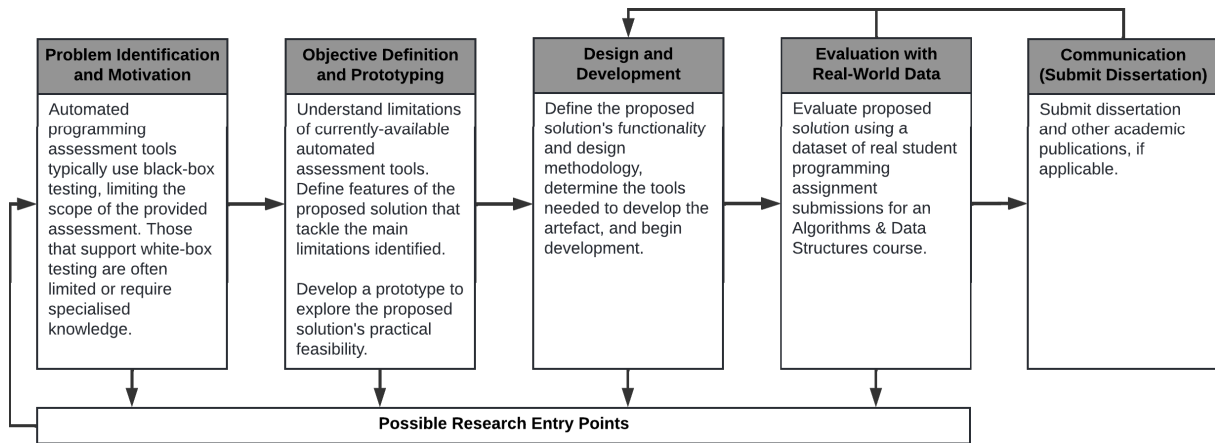 Problem Identification
and Motivation
Automated
programming
assessment tools
typically use black-box
testing, limiting the
scope of the provided
assessment. Those
that support white-box
testing are often
limited or require
specialised
knowledge.
Objective Definition
and Prototyping
Understand limitations
of currently-available
automated
assessment tools.
Define features of the
proposed solution that
tackle the main
limitations identified.
Develop a prototype to
explore the proposed
solution's practical
feasibility.
Design and
Development
Define the proposed
solution's functionality
and design
methodology,
determine the tools
needed to develop the
artefact, and begin
development.
Evaluation with
Real-World Data
Evaluate proposed
solution using a
dataset of real student
programming
assignment
submissions for an
Algorithms & Data
Structures course.
Communication
(Submit Dissertation)
Submit dissertation
and other academic
publications, if
applicable.
Possible Research Entry Points